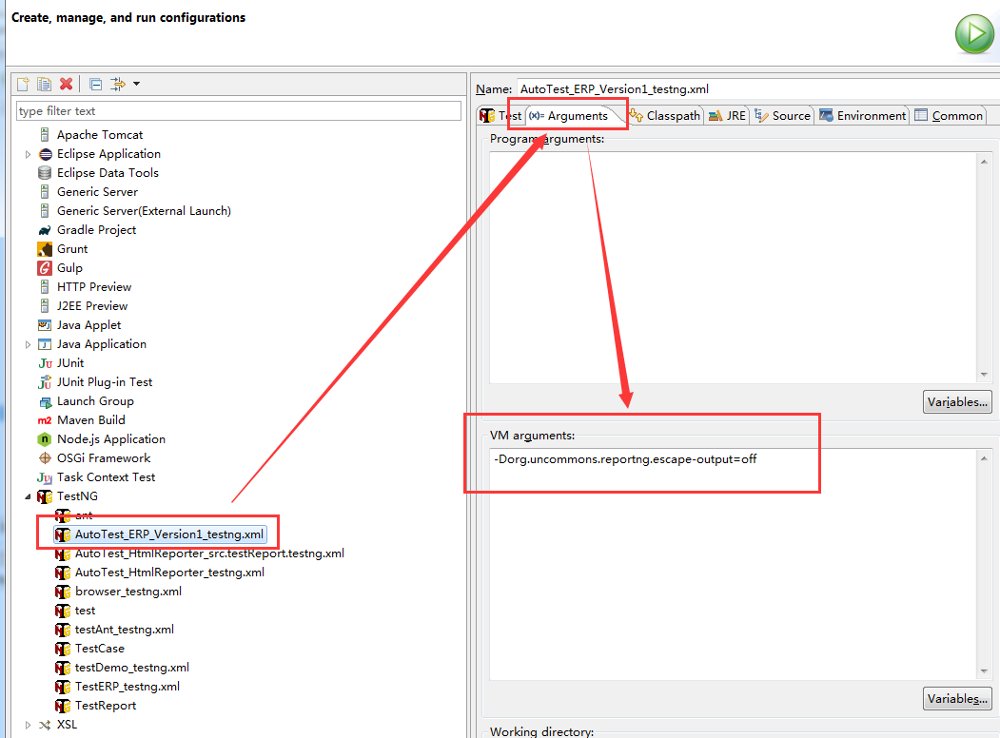 Create, manage, and run configurations
type filter text
Apache Tomcat
Eclipse Application
Eclipse Data Tools
Generic Server
Generic Server(External Launch)
Gradle Project
Grunt
Gulp
HTTP Preview
J2EE Preview
Java Applet
Java Application
JUnit
JUnit Plug-in Test
Launch Group
Maven Build
Node.js Application
OSGi Framework
Task Context Test
TestNG
ant
AutoTest_ERP_Version1_testng.xml
AutoTest_HtmlReporter_src.testReport.testng.xml
AutoTest_HtmlReporter_testng.xml
browser_testng.xml
test
testAnt_testng.xml
TestCase
testDemo_testng.xml
TestERP_testng.xml
TestReport
XSL
Name: AutoTest_ERP_Version1_testng.xml
Test (x)= Arguments Classpath JRE Source Environment Common
Program arguments:
Variables...
VM arguments:
-Dorg.uncommons.reportng.escape-output=off
Variables...
Working directory: